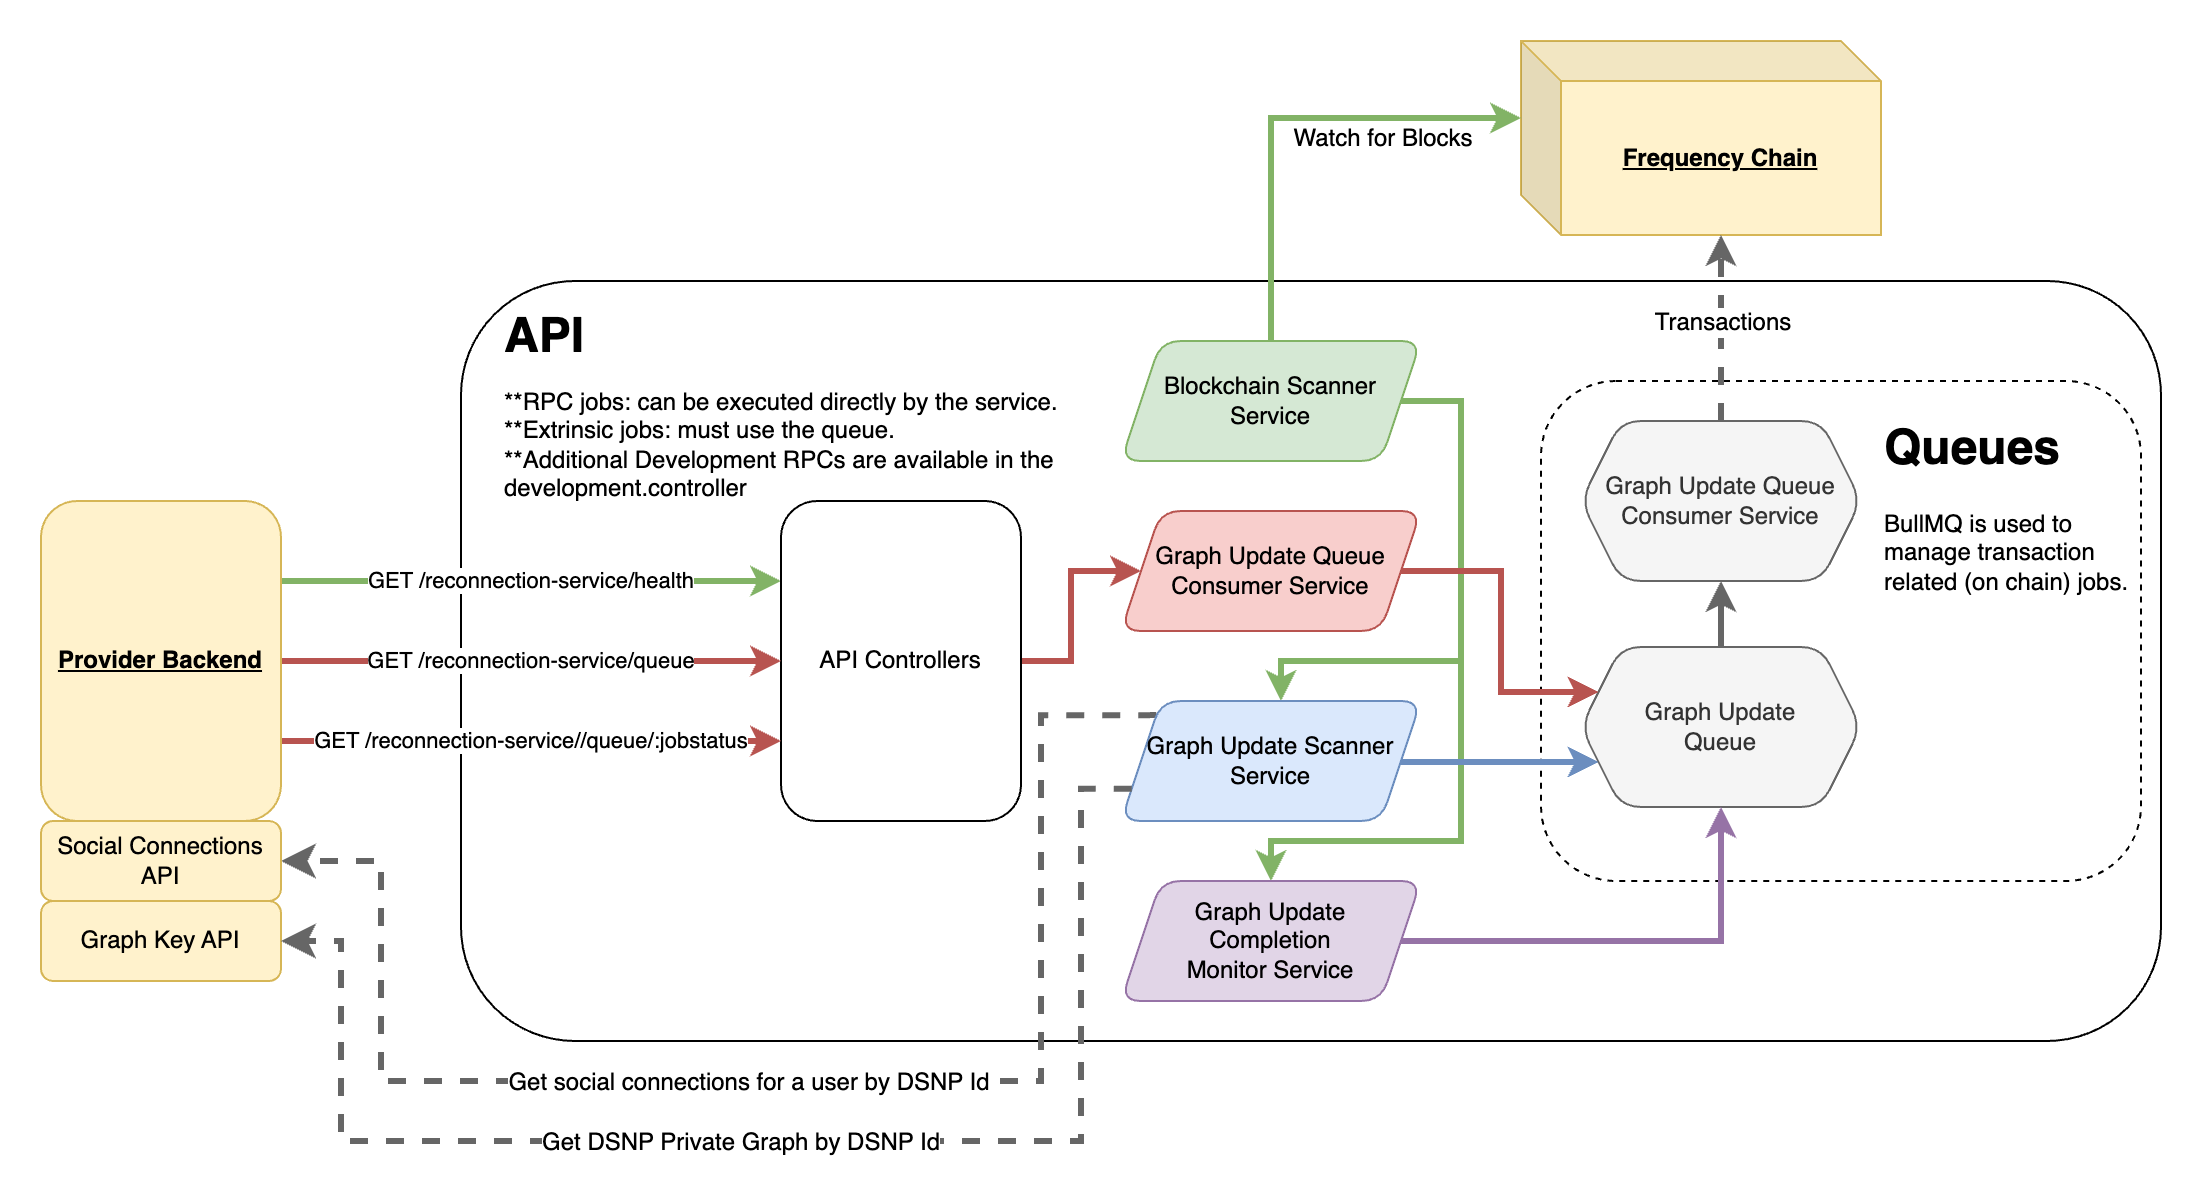 Watch for Blocks
Frequency Chain
Transactions
API
**RPC jobs: can be executed directly by the service.
**Extrinsic jobs: must use the queue.
**Additional Development RPCs are available in the
development.controller
Blockchain Scanner
Service
Queues
BullMQ is used to
manage transaction
related (on chain) jobs.
Graph Update Queue
Consumer Service
Graph Update Queue
Consumer Service
GET /reconnection-service/health
Provider Backend
GET /reconnection-service/queue
API Controllers
GET /reconnection-service//queue/:jobstatus
Graph Update Scanner
Service
Graph Update
Queue
Social Connections
API
Graph Key API
Graph Update
Completion
Monitor Service
Get social connections for a user by DSNP Id
Get DSNP Private Graph by DSNP Id